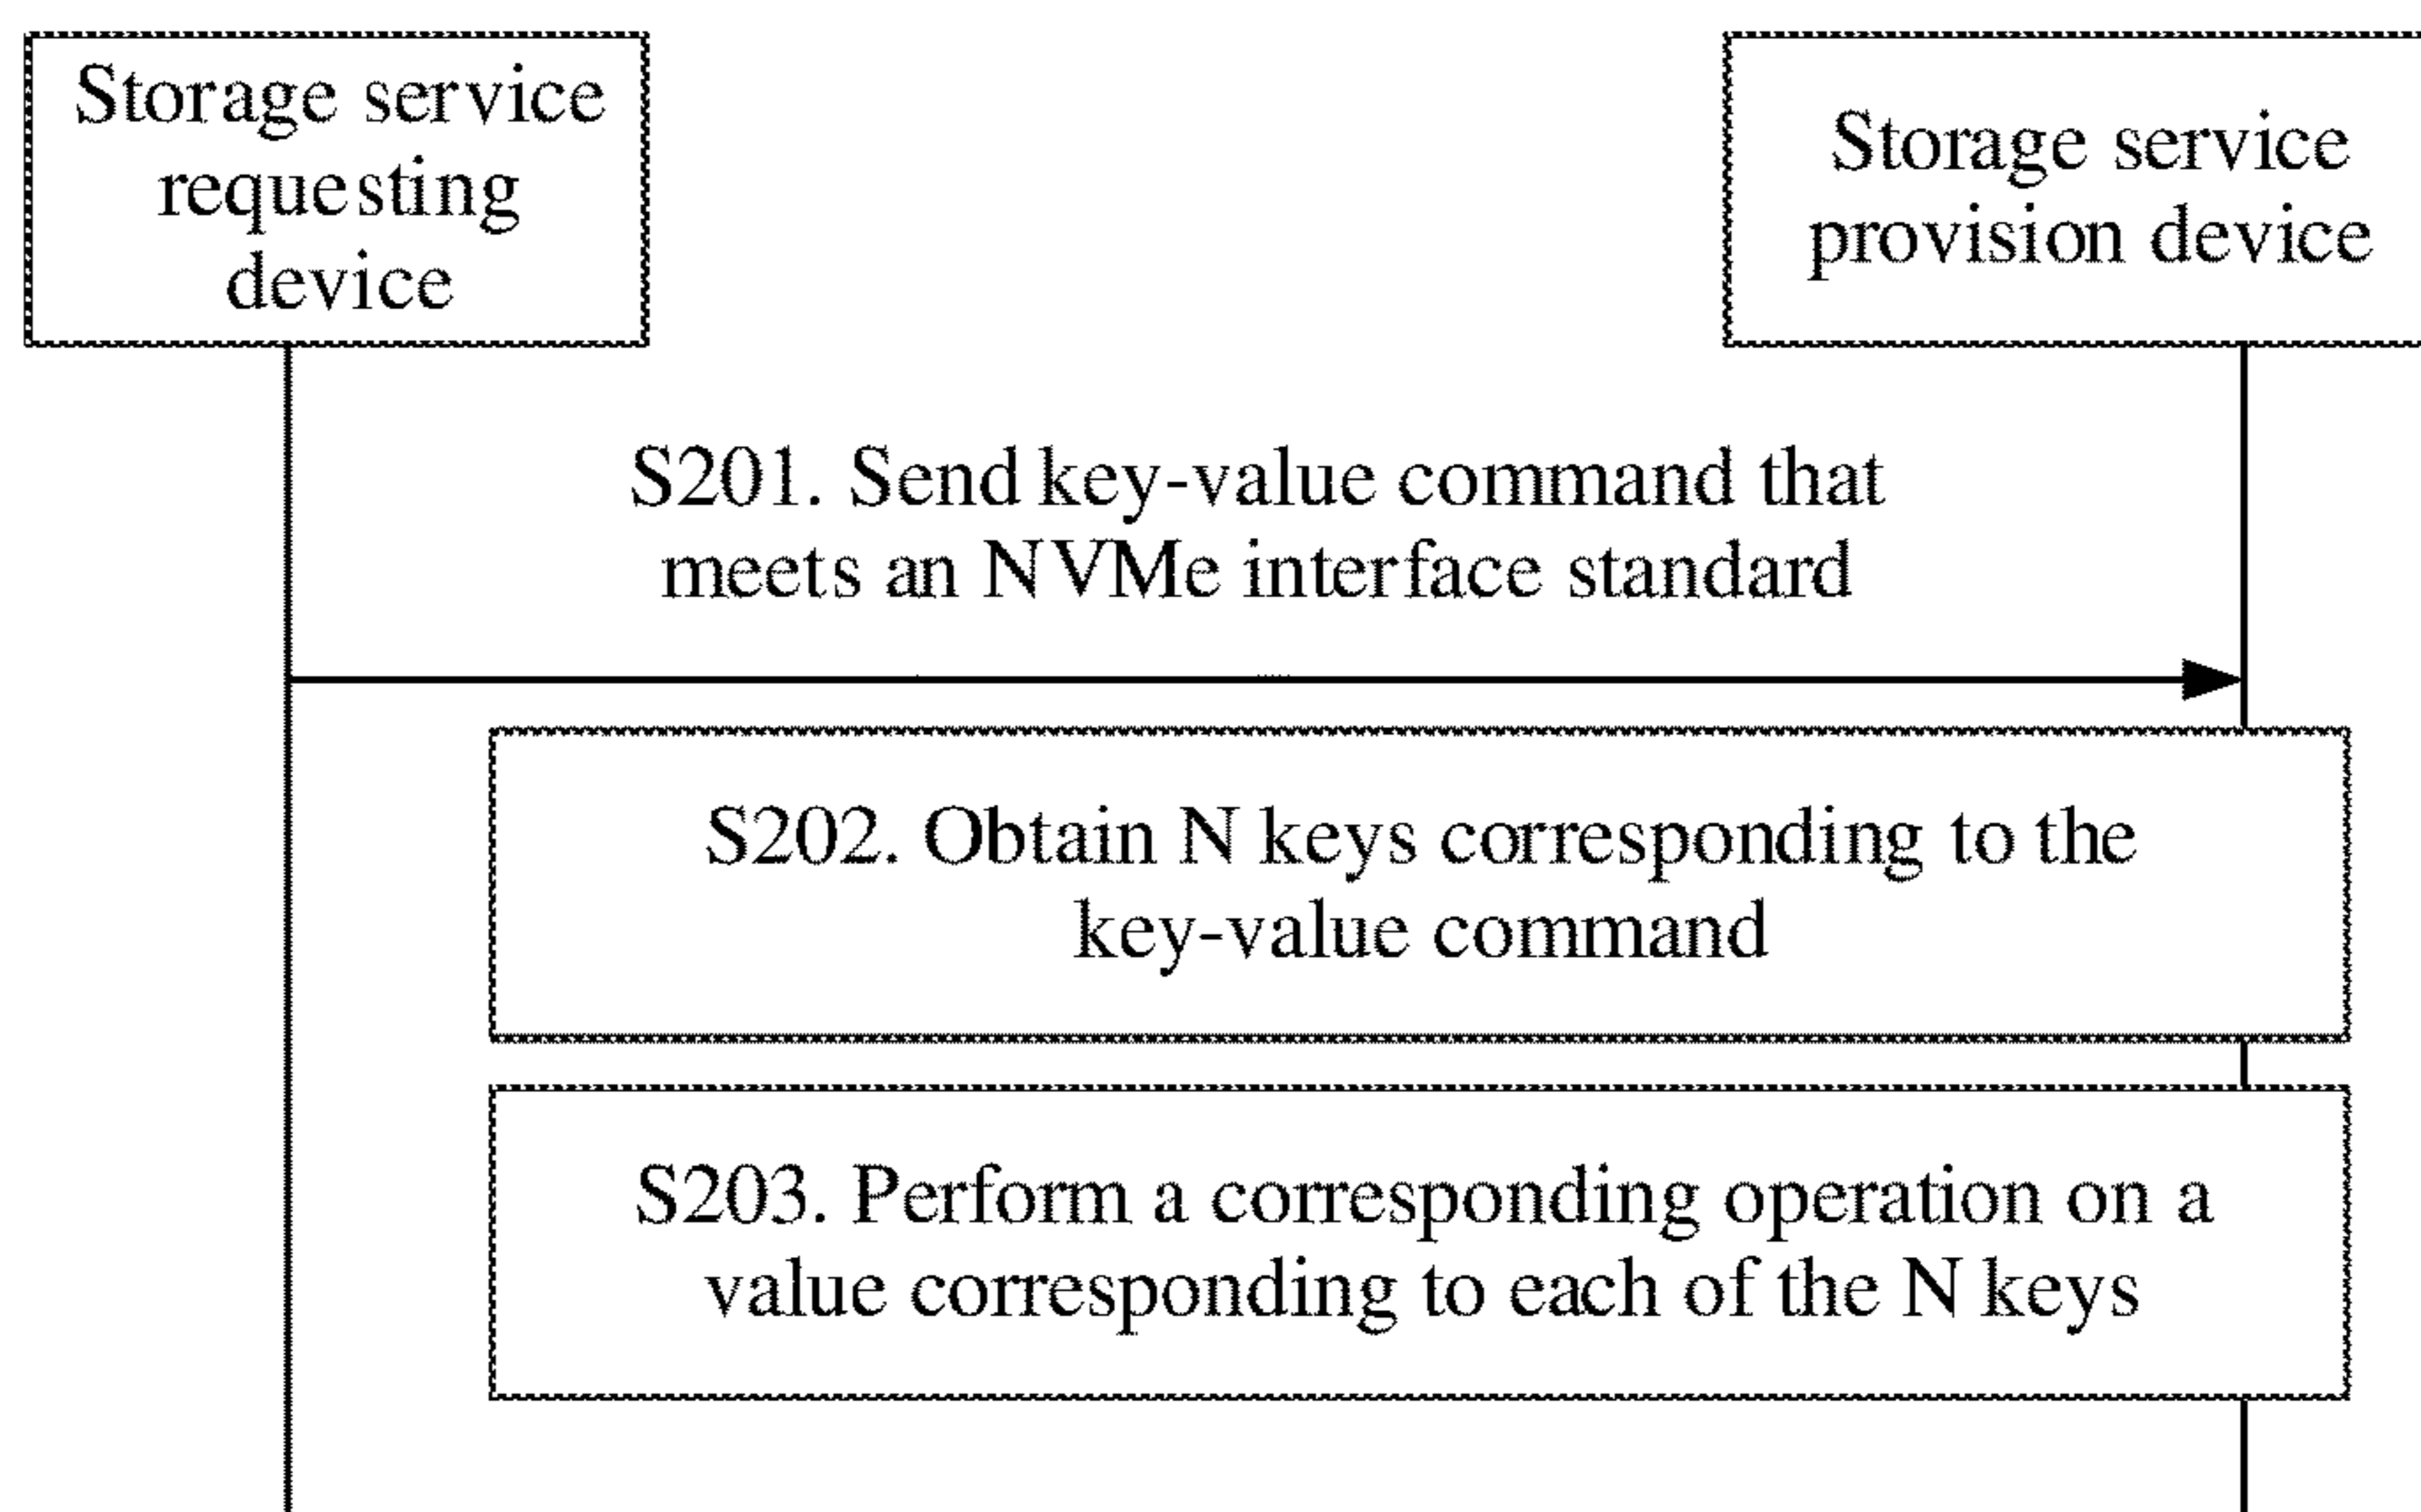 Storage service
requesting
device
Storage service
provision device
S201. Send key-value command that
meets an NVMe interface standard
S202. Obtain N keys corresponding to the
key-value command
S203. Perform a corresponding operation on a
value corresponding to each of the N keys